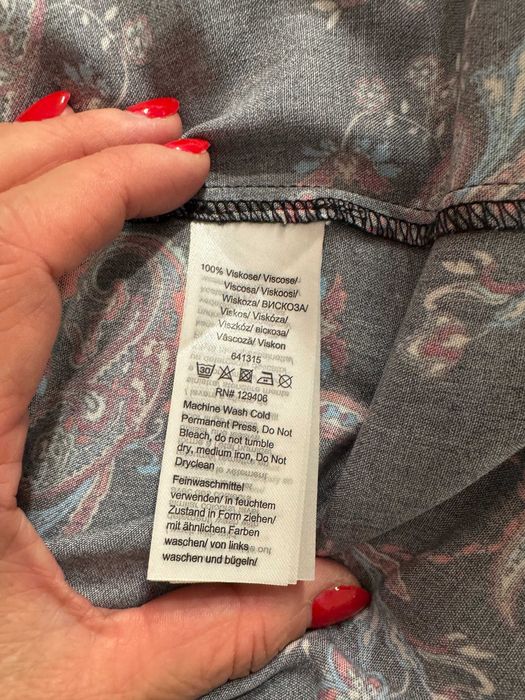 100% Viskose/ Viscose/
Viscosa/ Viskoosi/
Wiskoza/ ВИСКОЗА/
Viskos/ Viskóza/
Viszkóz/ віскоза/
Vâscoză/ Viskon
641315
30
RN# 129406
Machine Wash Cold
Permanent Press, Do Not
Bleach, do not tumble
dry, medium iron, Do Not
Dryclean
Feinwaschmittel
verwenden/ in feuchtem
Zustand in Form ziehen/
mit ähnlichen Farben
waschen/ von links
waschen und bügeln/